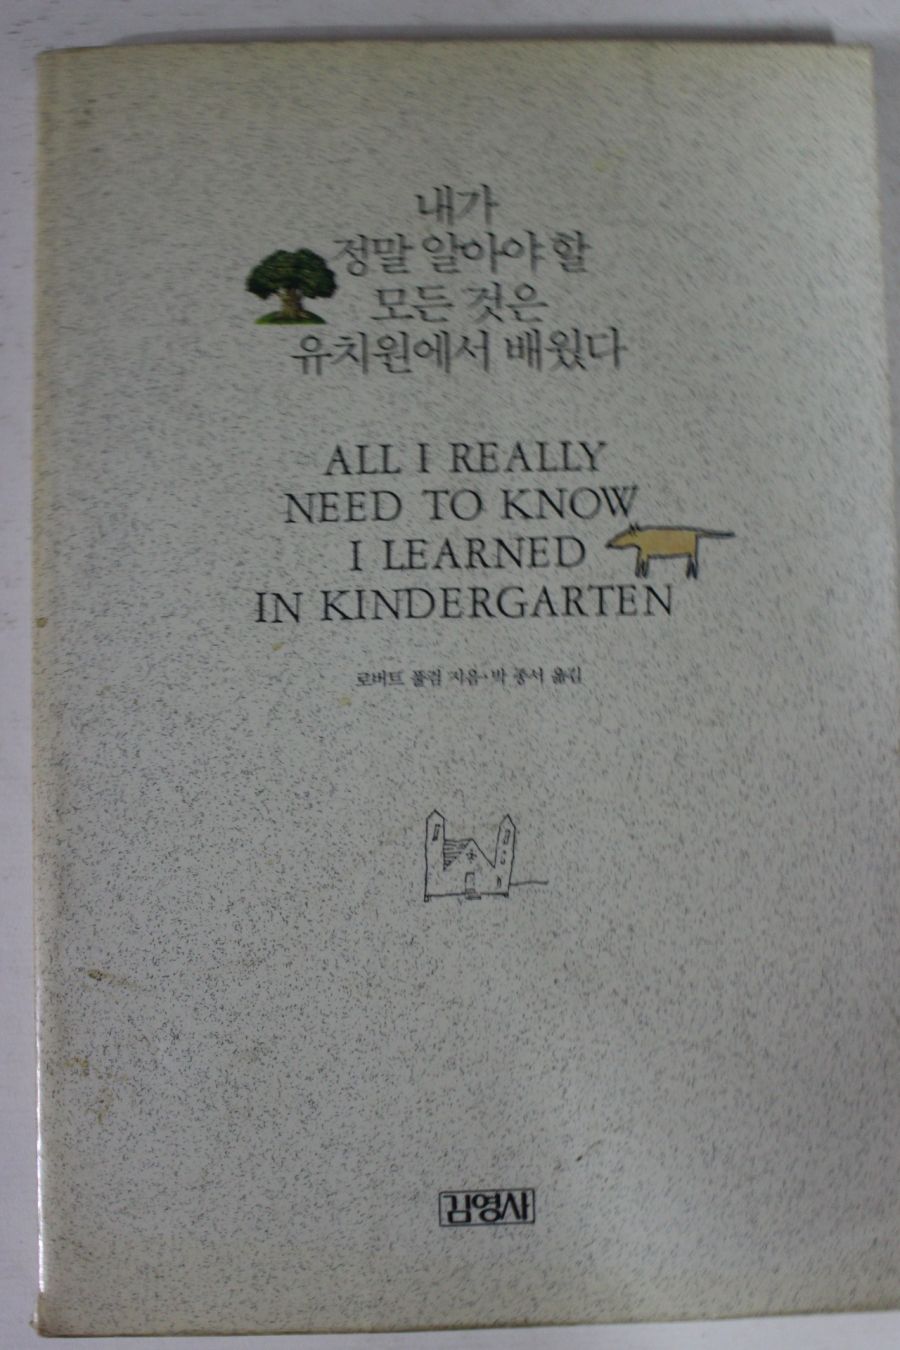 내가
정말 알아야 할
모든 것은
유치원에서 배웠다
ALL I REALLY
NEED TO KNOW
I LEARNED
IN KINDERGARTEN
로버트 풀검 지음·박 종서 옮김
김영사